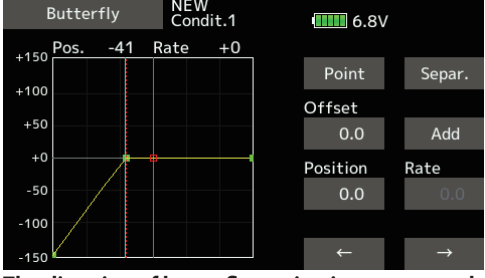 Butterfly
NEW
Condit.1
6.8V
Pos. -41 Rate +0
+150
+100
+50
+0
-50
-100
-150
Point
Separ.
Offset
0.0
Add
Position
Rate
0.0
0.0
← →